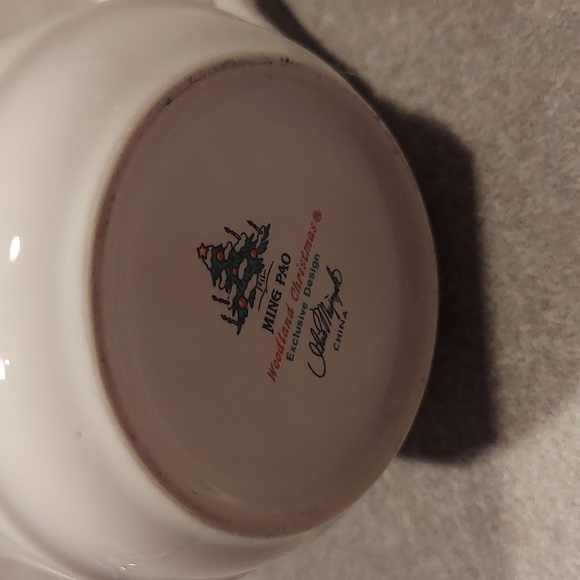 MING PAO
Woodland Christmas®
Exclusive Design
CHINA